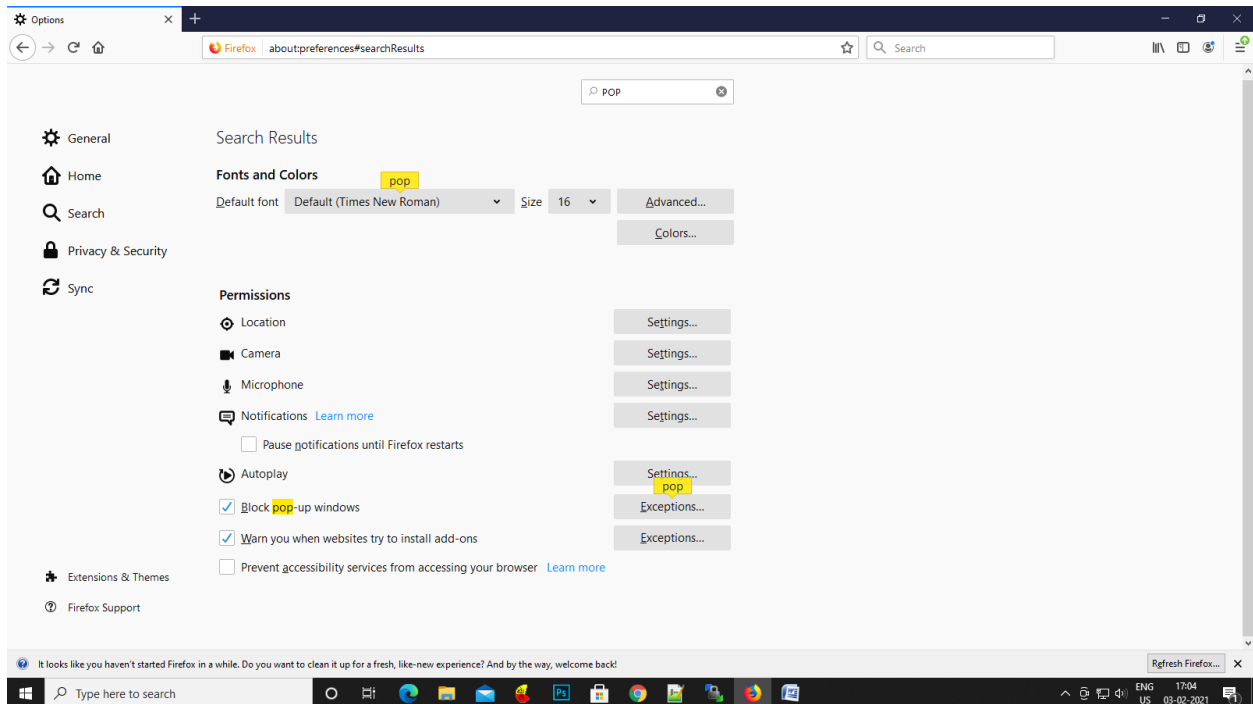 Options
Firefox about:preferences#searchResults
Search
POP
General
Home
Search
Privacy & Security
Sync
Extensions & Themes
Firefox Support
Search Results
Fonts and Colors
pop
Default font Default (Times New Roman) Size 16 Advanced...
Colors...
Permissions
Location Settings...
Camera Settings...
Microphone Settings...
Notifications Learn more Settings...
Pause notifications until Firefox restarts
Autoplay Settings...
pop
Block pop-up windows Exceptions...
Warn you when websites try to install add-ons Exceptions...
Prevent accessibility services from accessing your browser Learn more
It looks like you haven't started Firefox in a while. Do you want to clean it up for a fresh, like-new experience? And by the way, welcome back! Refresh Firefox...
Type here to search
Ps
ENG 17:04
US 03-02-2021
1